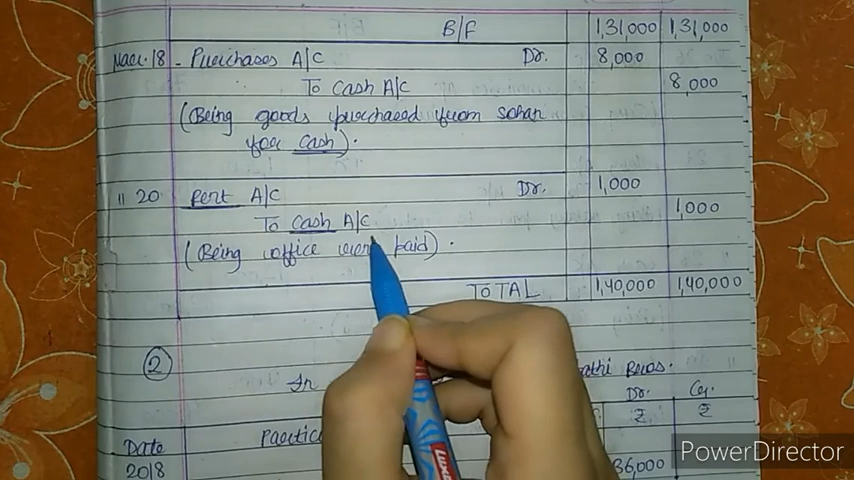 B/F 1,31,000 1,31,000
Mar. 18 - Purchases A/C Dr. 8,000
To Cash A/C 8,000
(Being goods purchased from sohan
for cash).
" 20 Rent A/C Dr. 1,000
To Cash A/C 1,000
(Being office rent paid).
TOTAL 1,40,000 1,40,000
2
In Bros.
Dr. Cr.
₹ ₹
Date
2018 36,000
PowerDirector